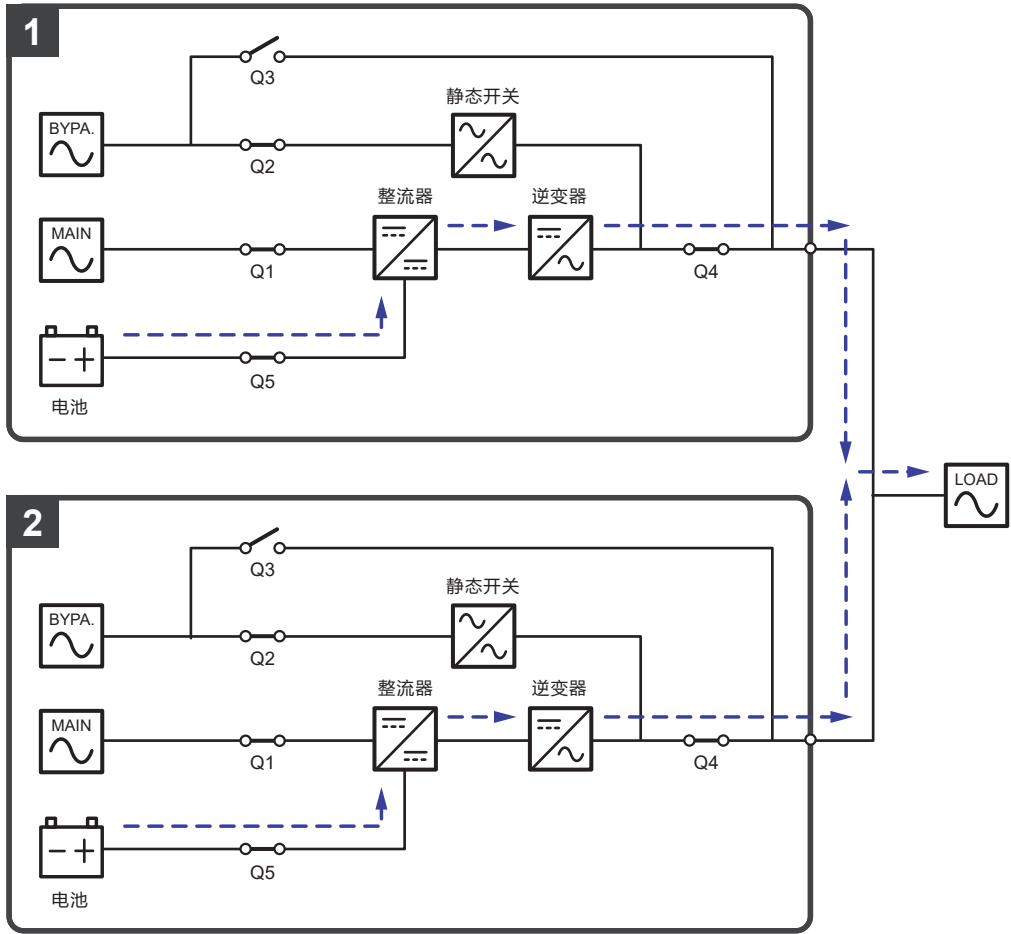 1
Q3
静态开关
BYPA.
Q2
整流器
逆变器
MAIN
Q1
Q4
- +
Q5
电池
LOAD
2
Q3
静态开关
BYPA.
Q2
整流器
逆变器
MAIN
Q1
Q4
- +
Q5
电池